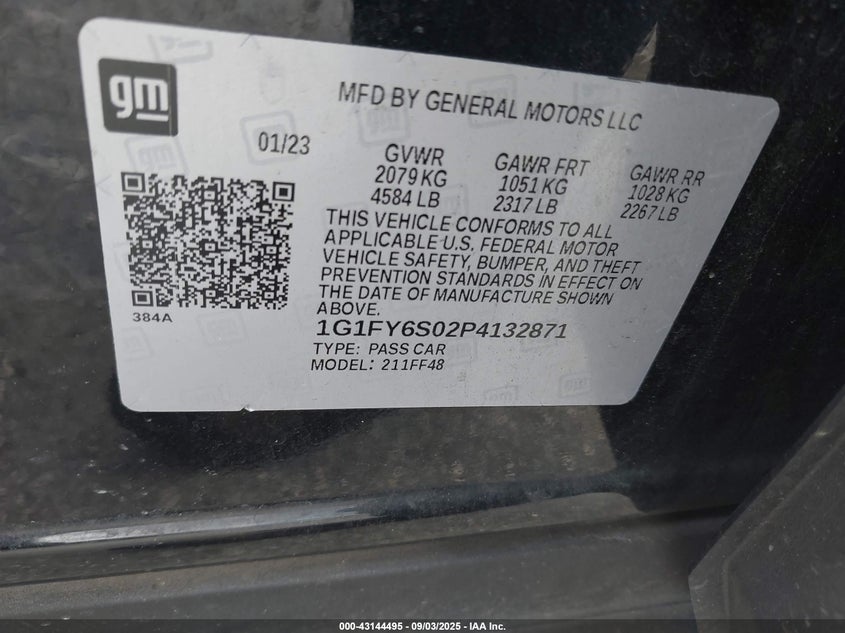 gm
MFD BY GENERAL MOTORS LLC
01/23
GVWR GAWR FRT GAWR RR
2079 KG 1051 KG 1028 KG
4584 LB 2317 LB 2267 LB
THIS VEHICLE CONFORMS TO ALL
APPLICABLE U.S. FEDERAL MOTOR
VEHICLE SAFETY, BUMPER, AND THEFT
PREVENTION STANDARDS IN EFFECT ON
THE DATE OF MANUFACTURE SHOWN
ABOVE.
384A
1G1FY6S02P4132871
TYPE: PASS CAR
MODEL: 211FF48
000-43144495 - 09/03/2025 - IAA Inc.